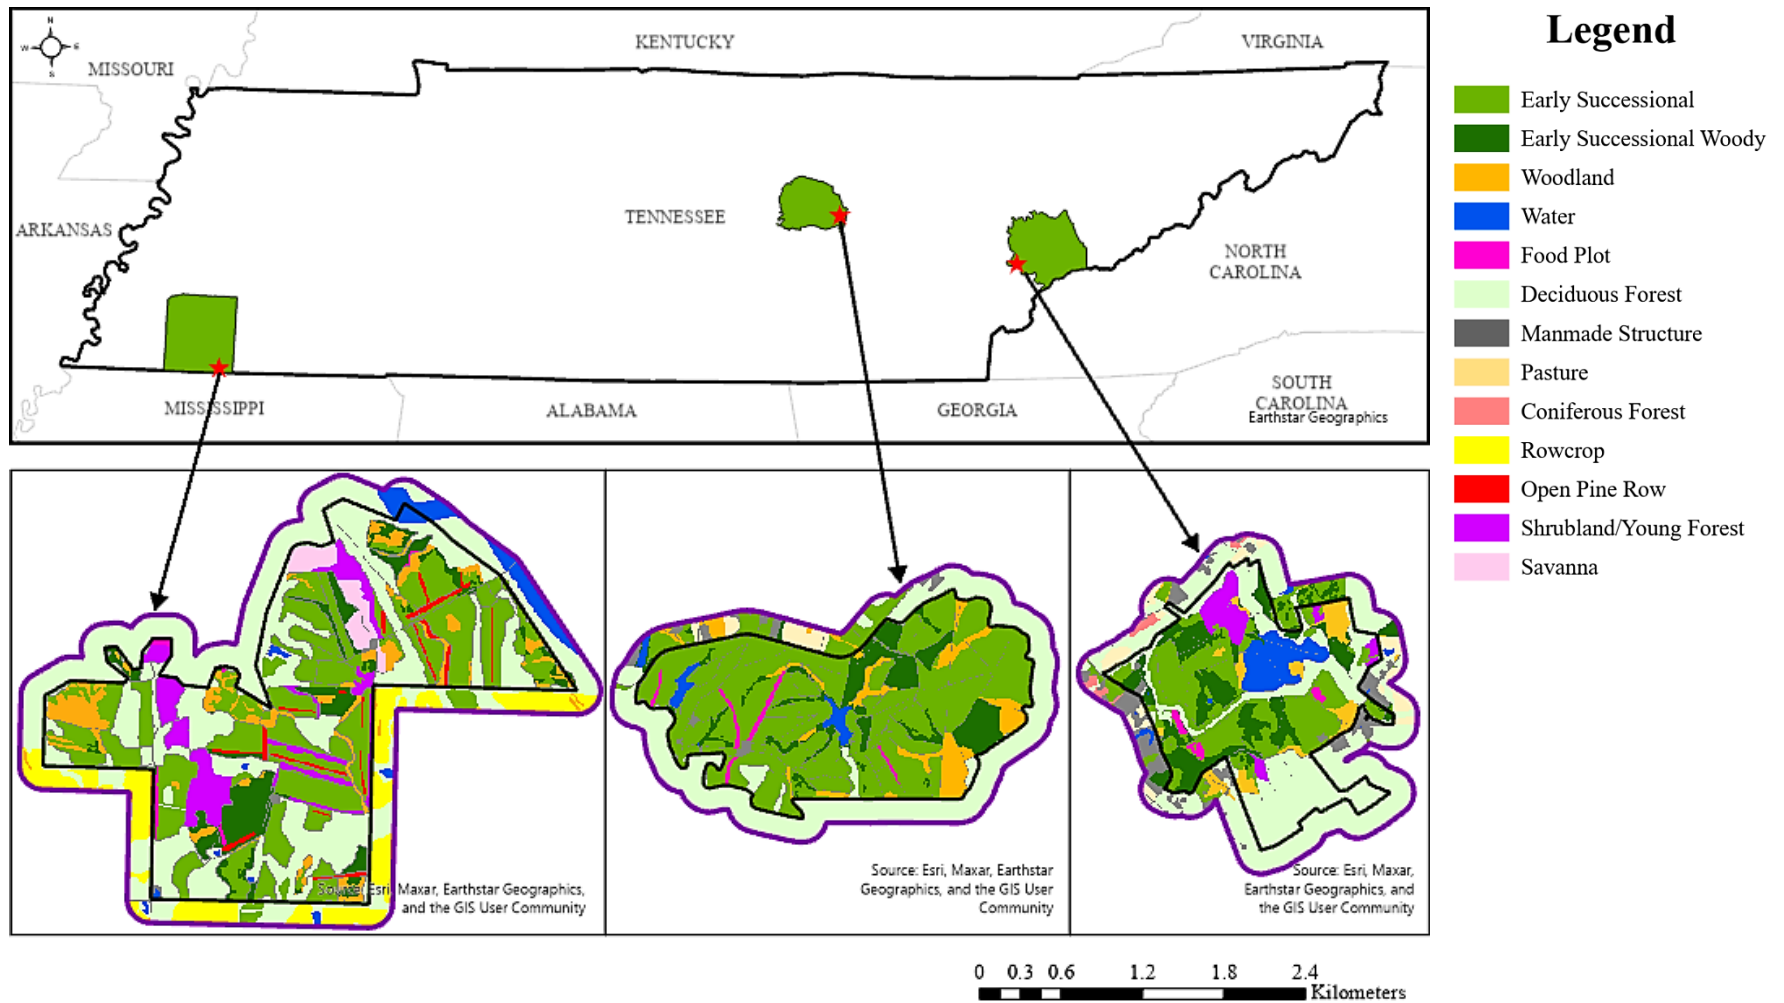 N
W
E
S
MISSOURI
KENTUCKY
VIRGINIA
ARKANSAS
TENNESSEE
NORTH
CAROLINA
MISSISSIPPI
ALABAMA
GEORGIA
SOUTH
CAROLINA
Earthstar Geographics
Legend
Early Successional
Early Successional Woody
Woodland
Water
Food Plot
Deciduous Forest
Manmade Structure
Pasture
Coniferous Forest
Rowcrop
Open Pine Row
Shrubland/Young Forest
Savanna
Source: Esri, Maxar, Earthstar Geographics,
and the GIS User Community
Source: Esri, Maxar, Earthstar
Geographics, and the GIS User
Community
Source: Esri, Maxar,
Earthstar Geographics, and
the GIS User Community
0 0.3 0.6 1.2 1.8 2.4
Kilometers